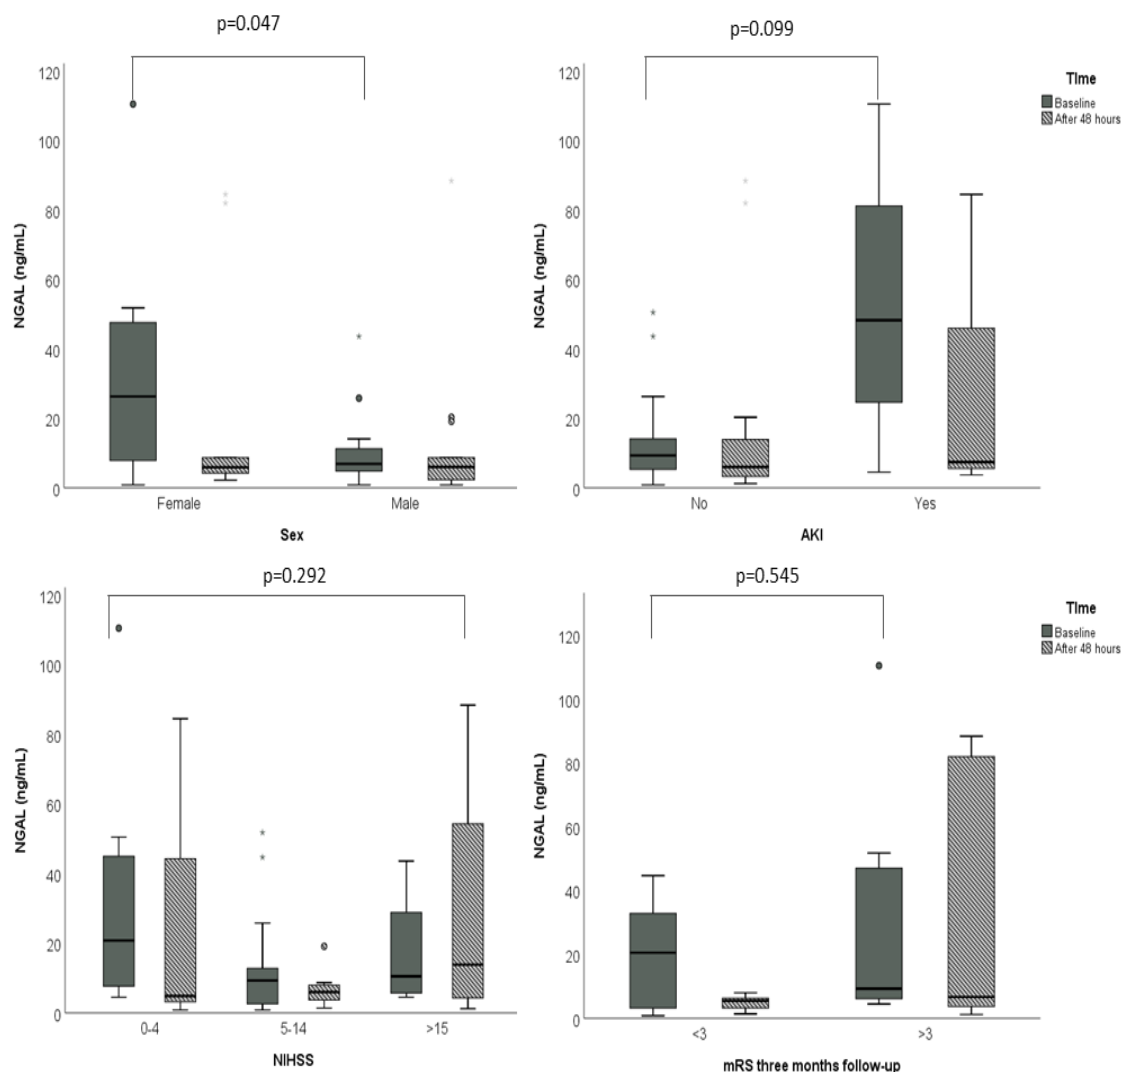 p=0.047
120
100
80
60
40
20
0
NGAL (ng/mL)
Female
Male
Sex
p=0.099
120
100
80
60
40
20
0
NGAL (ng/mL)
No
Yes
AKI
TIme
Baseline
After 48 hours
p=0.292
120
100
80
60
40
20
0
NGAL (ng/mL)
0-4
5-14
>15
NIHSS
p=0.545
120
100
80
60
40
20
0
NGAL (ng/mL)
<3
>3
mRS three months follow-up
TIme
Baseline
After 48 hours